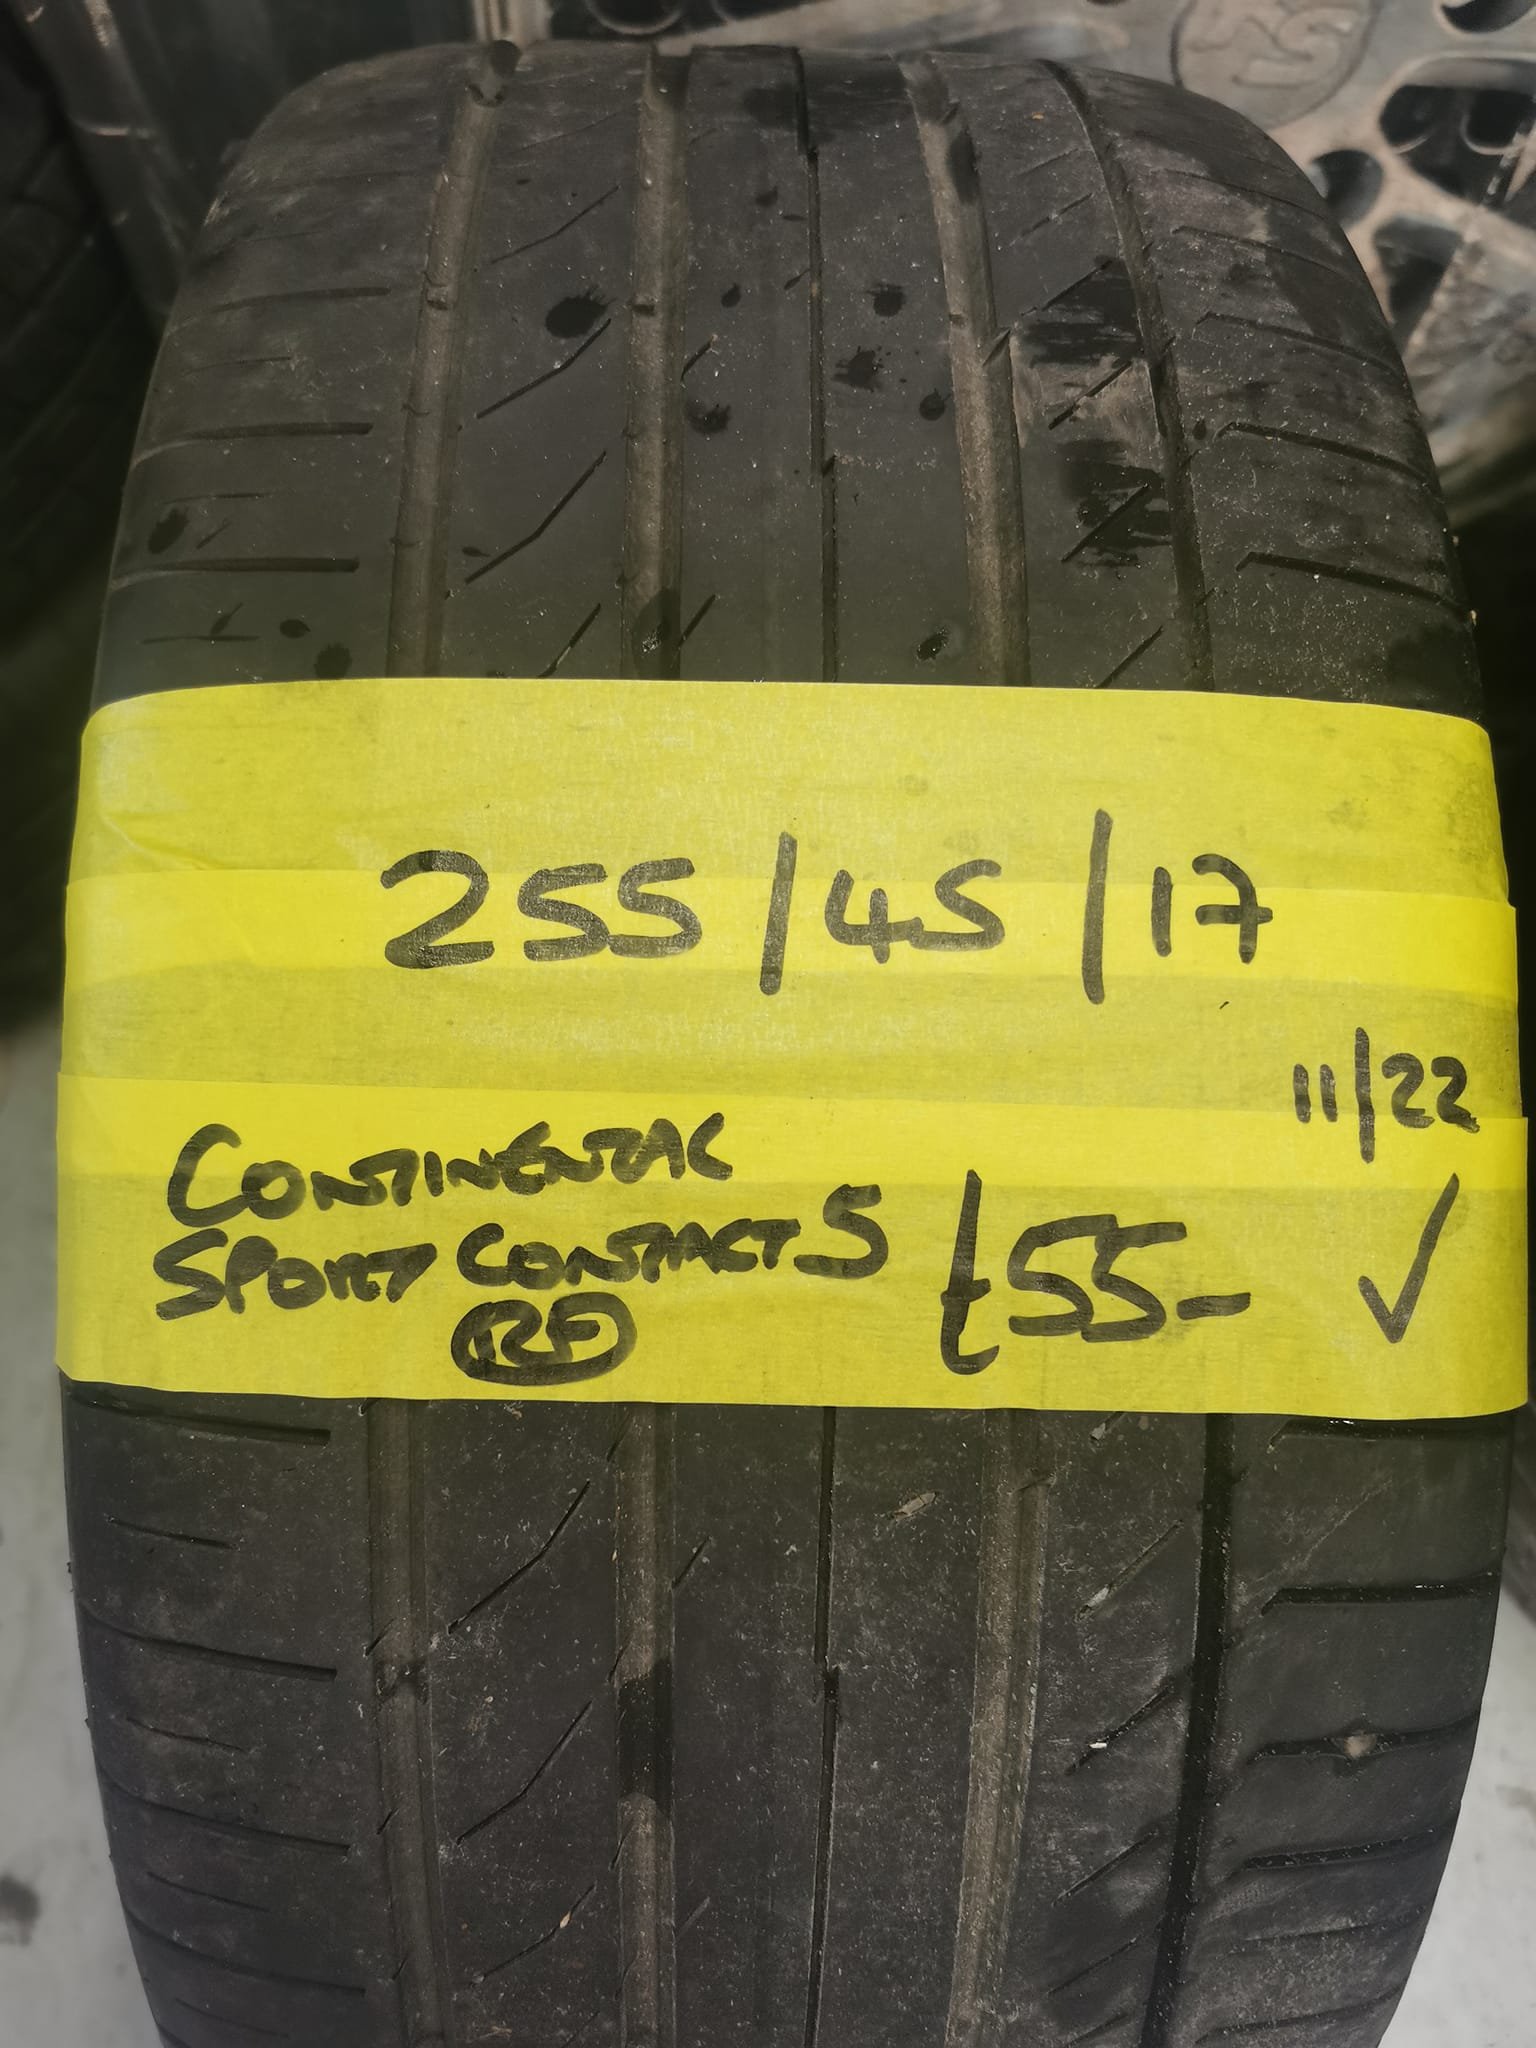 255/45/17
11/22
CONTINENTAL
SPORT CONTACT 5 £55- ✓
RF